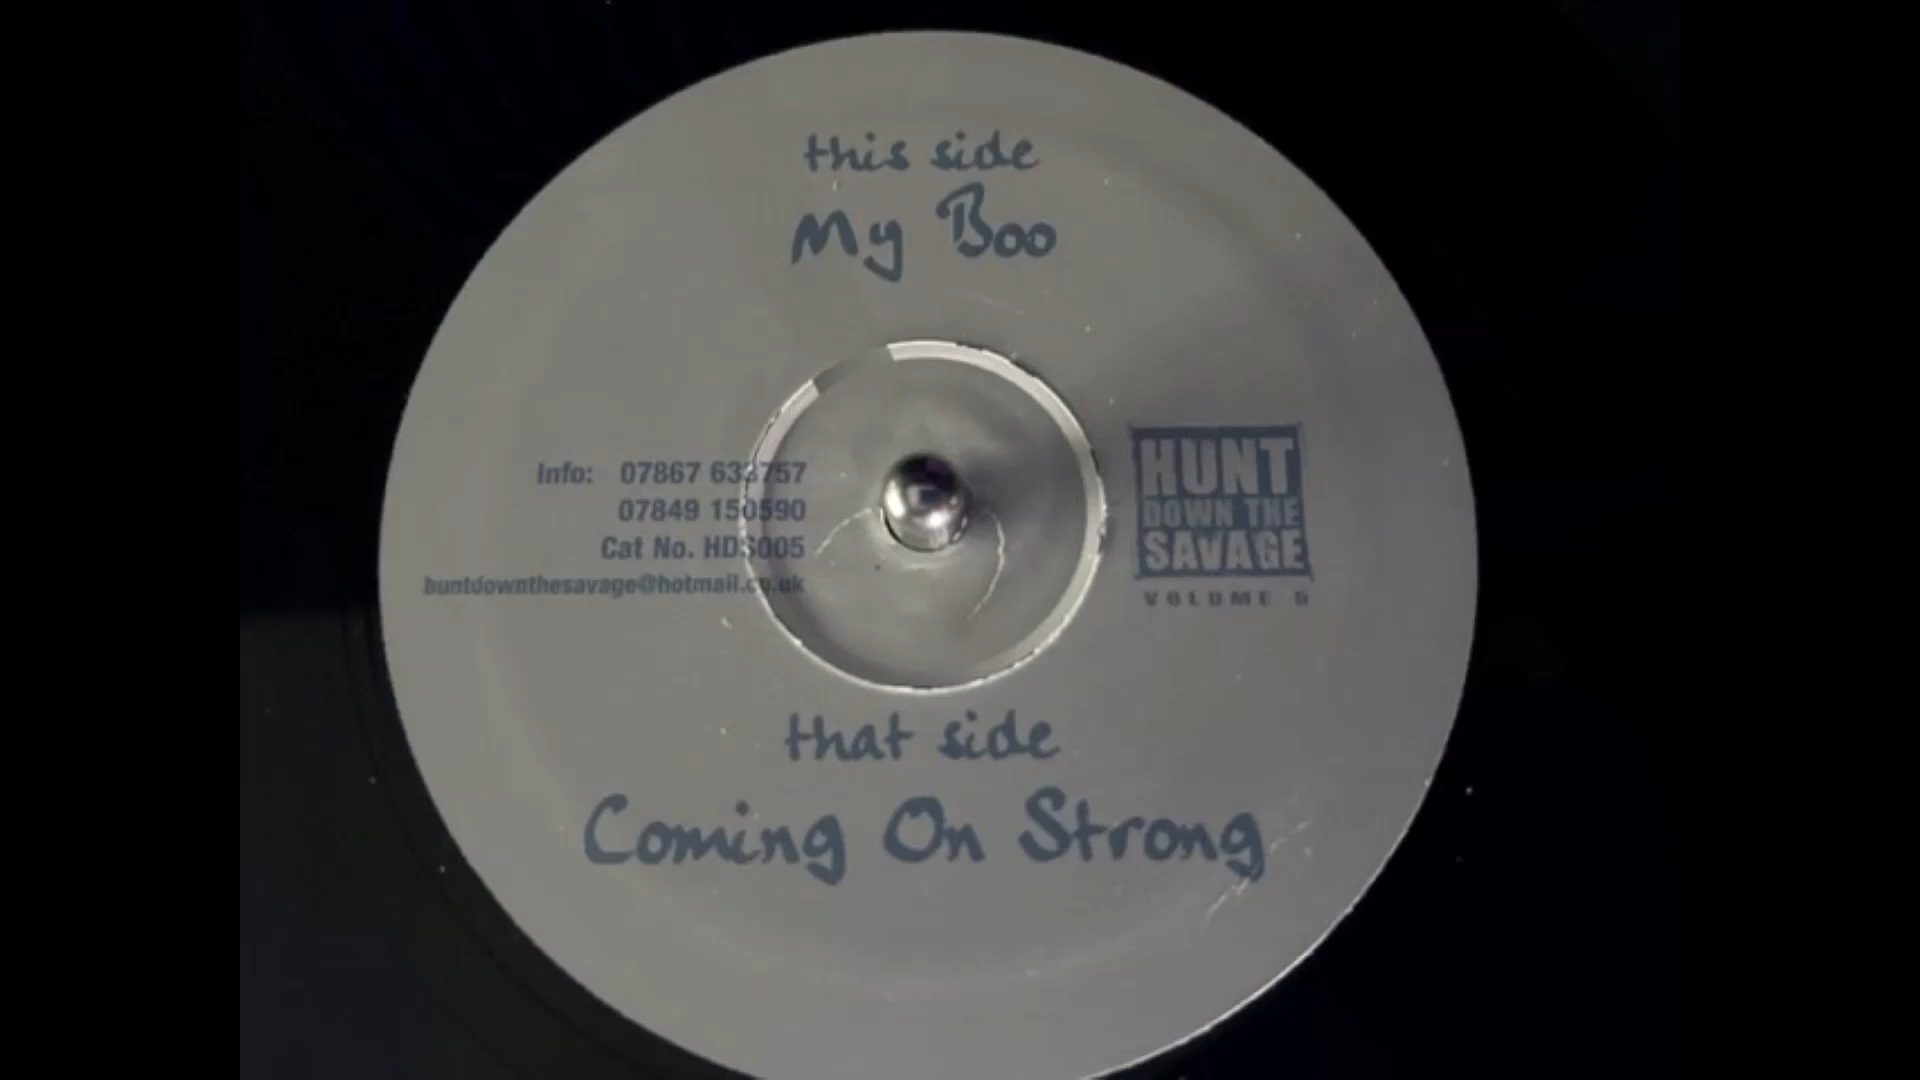 this side
My Boo
Info: 07867 633757
07849 150590
Cat No. HDS005
huntdownthesavage@hotmail.co.uk
HUNT
DOWN THE
SAVAGE
VOLUME 5
that side
Coming On Strong